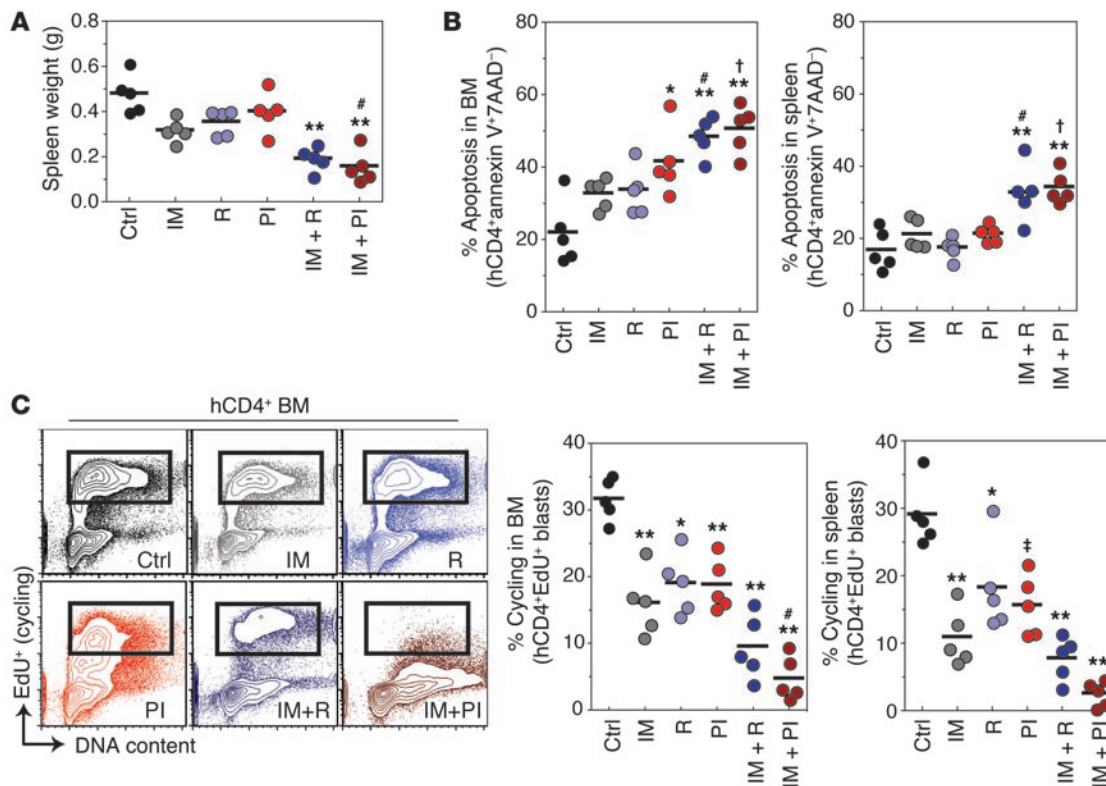 A
Spleen weight (g)
0.8
0.6
0.4
0.2
0.0
**
#
**
Ctrl
IM
R
PI
IM + R
IM + PI
B
% Apoptosis in BM
(hCD4⁺annexin V⁺7AAD⁻)
80
60
40
20
0
*
#
**
†
**
Ctrl
IM
R
PI
IM + R
IM + PI
% Apoptosis in spleen
(hCD4⁺annexin V⁺7AAD⁻)
80
60
40
20
0
#
**
†
**
Ctrl
IM
R
PI
IM + R
IM + PI
C
hCD4⁺ BM
Ctrl
IM
R
PI
IM+R
IM+PI
EdU⁺ (cycling)
DNA content
% Cycling in BM
(hCD4⁺EdU⁺ blasts)
40
30
20
10
0
**
*
**
**
#
**
Ctrl
IM
R
PI
IM + R
IM + PI
% Cycling in spleen
(hCD4⁺EdU⁺ blasts)
40
30
20
10
0
**
*
‡
**
**
Ctrl
IM
R
PI
IM + R
IM + PI